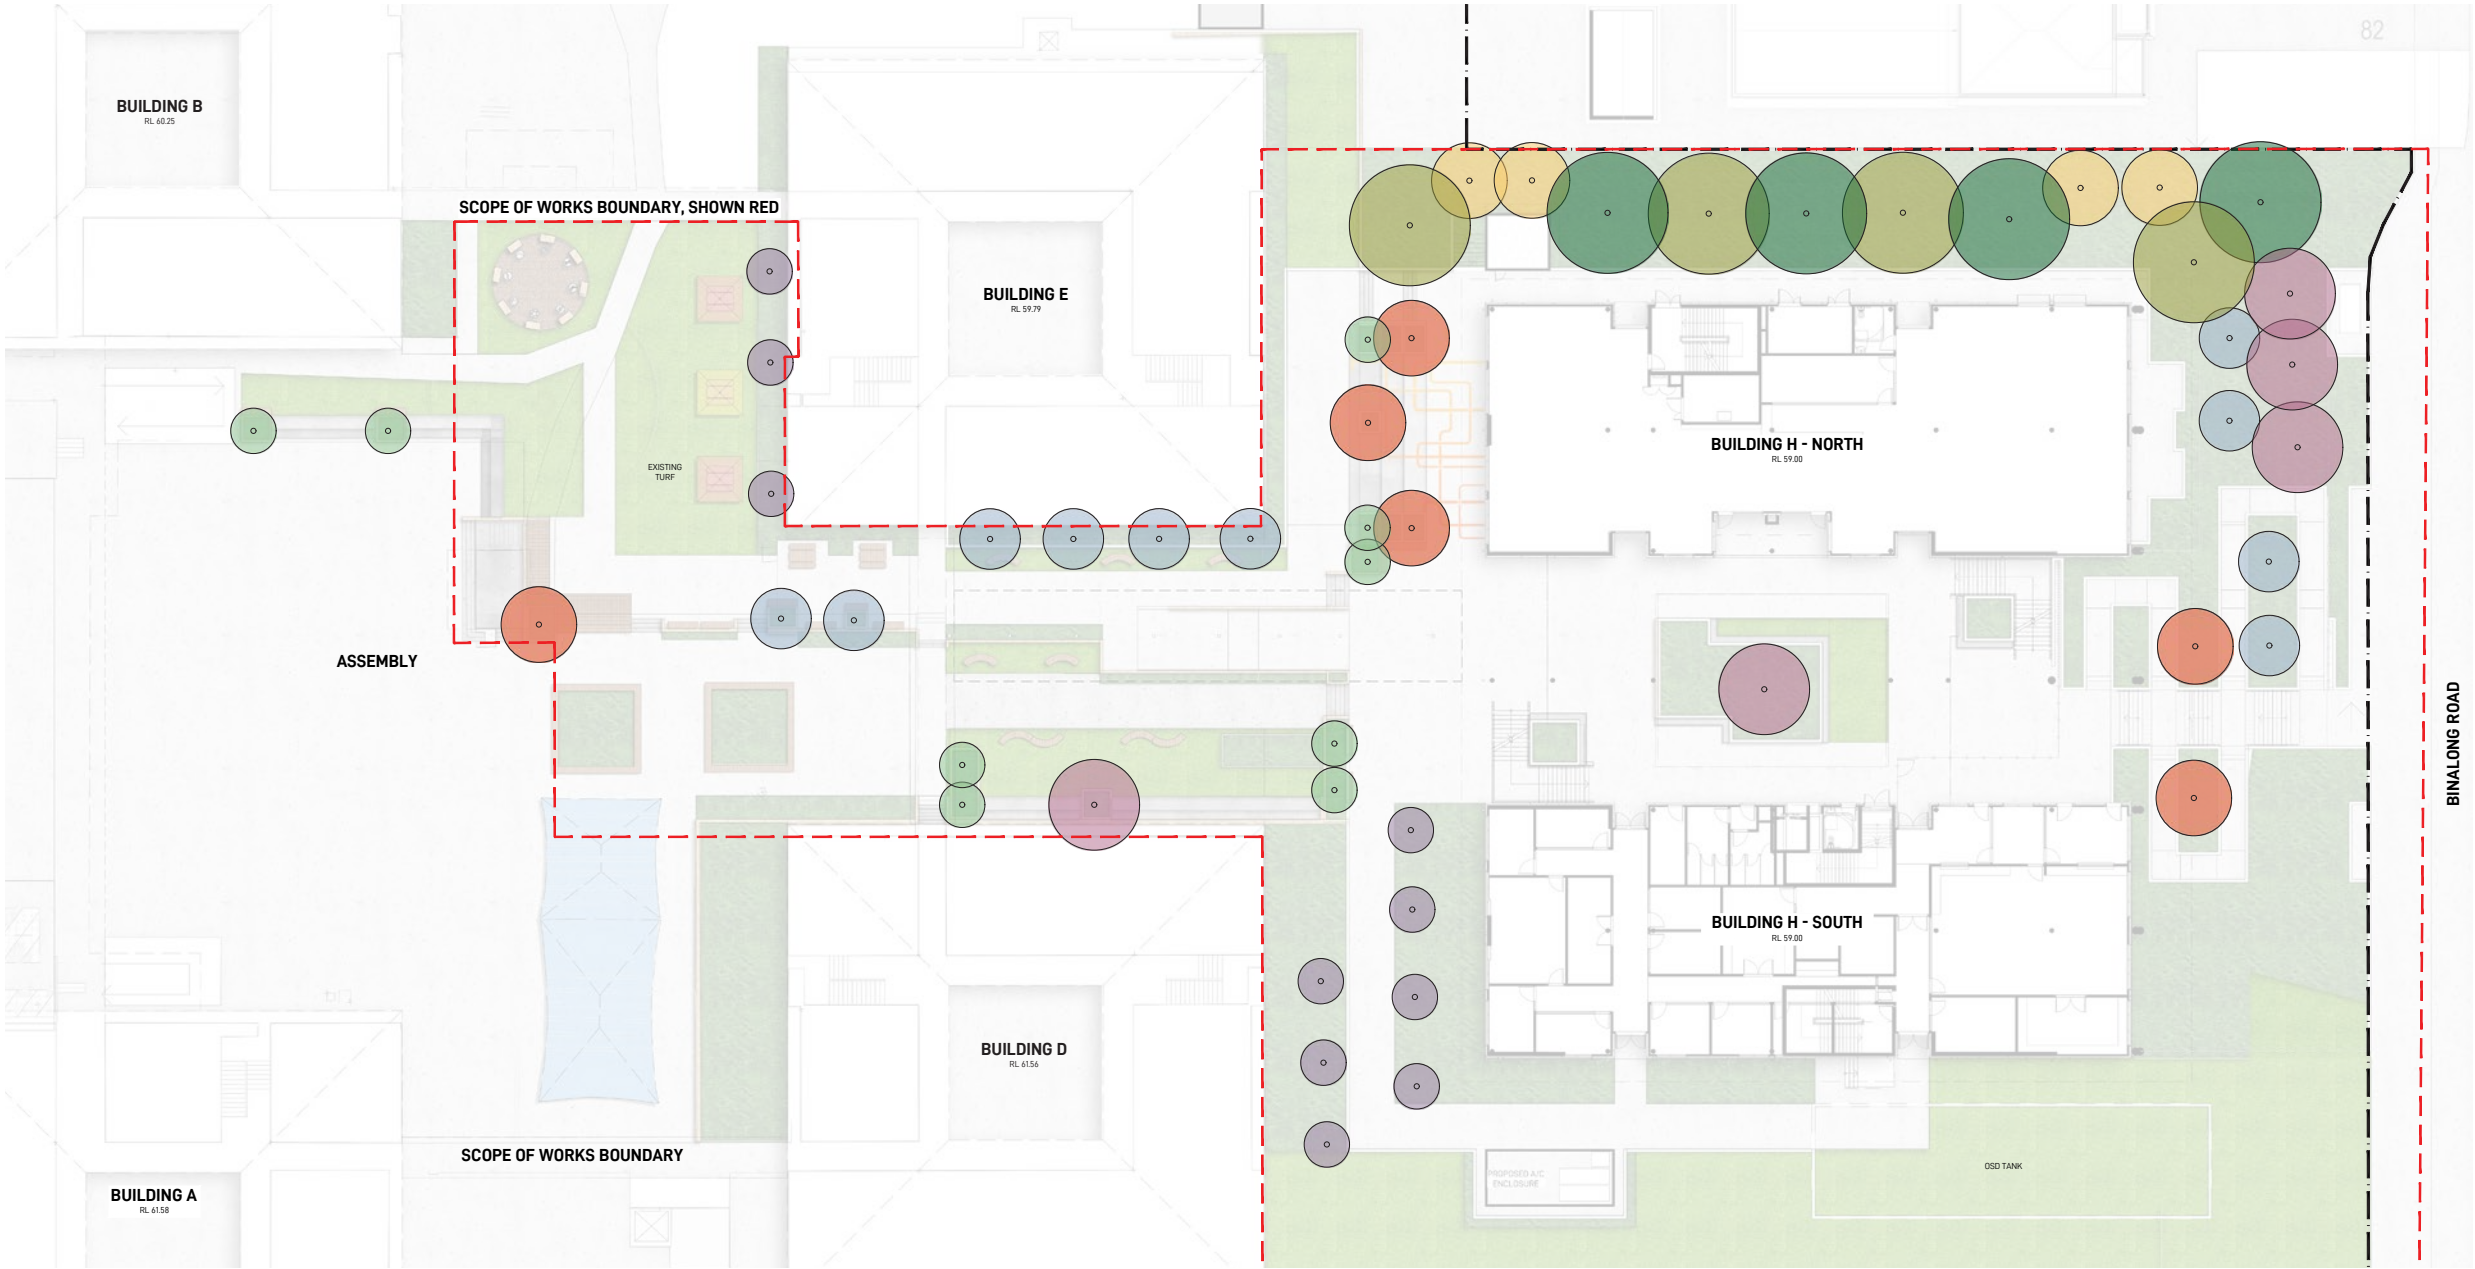 82
BUILDING B
RL 60.25
SCOPE OF WORKS BOUNDARY, SHOWN RED
BUILDING E
RL 59.79
BUILDING H - NORTH
RL 59.00
EXISTING
TURF
ASSEMBLY
BINALONG ROAD
BUILDING H - SOUTH
RL 59.00
BUILDING D
RL 61.56
SCOPE OF WORKS BOUNDARY
OSD TANK
PROPOSED A/C
ENCLOSURE
BUILDING A
RL 61.58